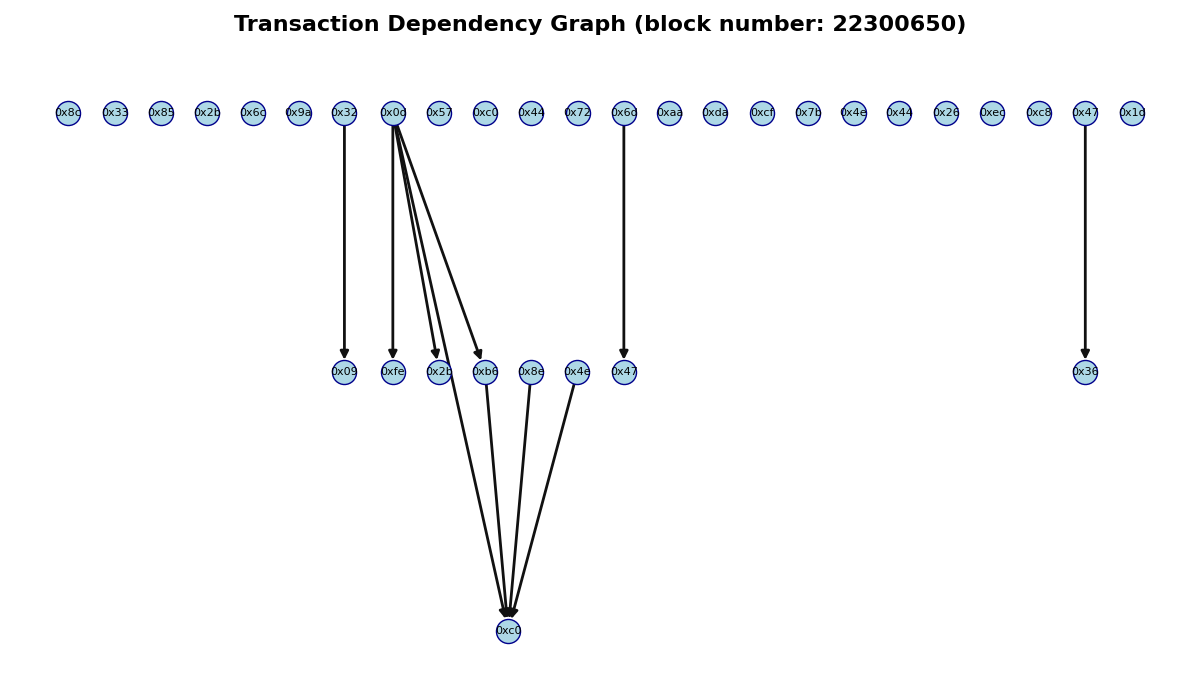 Transaction Dependency Graph (block number: 22300650)
0x8c 0x33 0x85 0x2b 0x6c 0x9a 0x32 0x0d 0x57 0xc0 0x44 0x72 0x6d 0xaa 0xda 0xcf 0x7b 0x4e 0x44 0x26 0xec 0xc8 0x47 0x1d
0x09 0xfe 0x2b 0xb6 0x8e 0x4e 0x47 0x36
0xc0